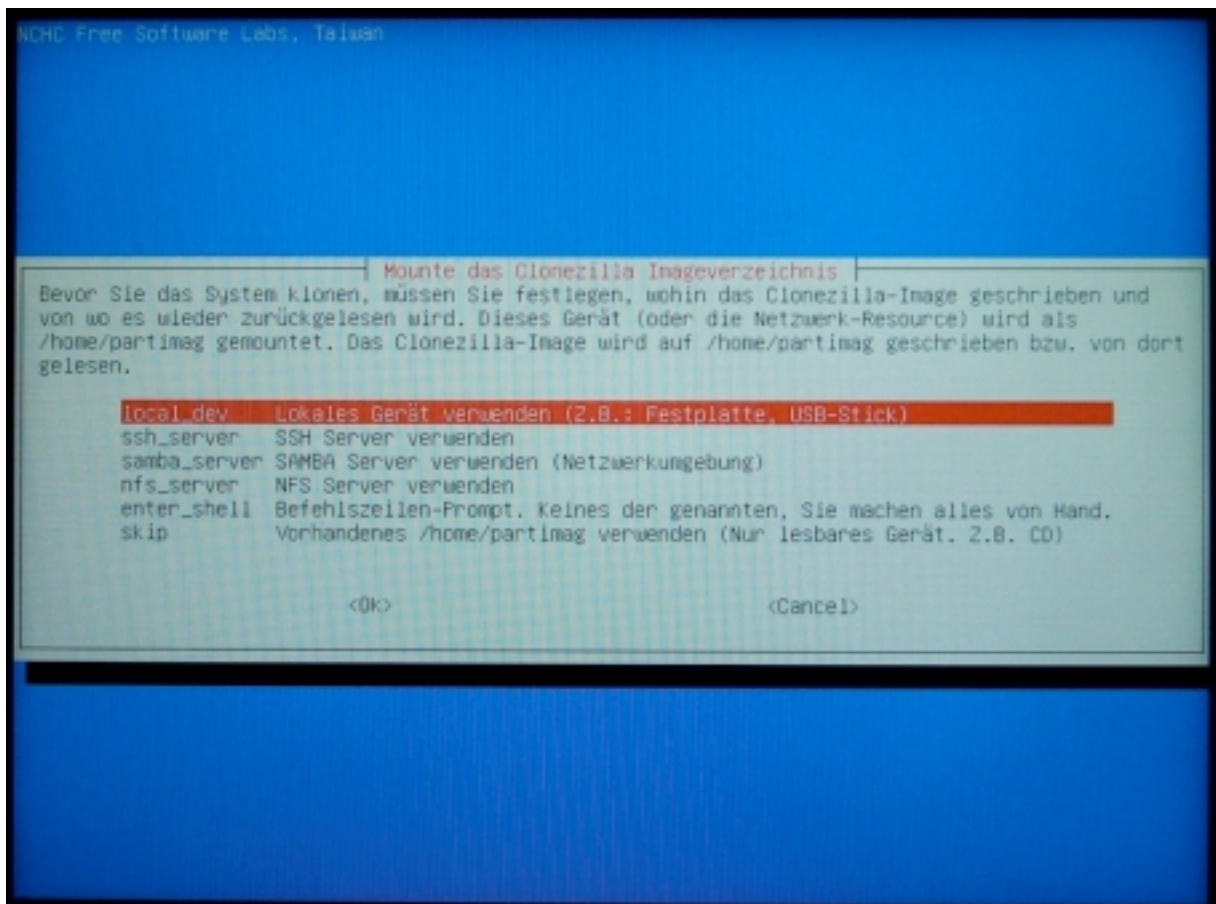 NCHC Free Software Labs, Taiwan
Mounte das Clonezilla Imageverzeichnis
Bevor Sie das System klonen, müssen Sie festlegen, wohin das Clonezilla-Image geschrieben und
von wo es wieder zurückgelesen wird. Dieses Gerät (oder die Netzwerk-Resource) wird als
/home/partimag gemountet. Das Clonezilla-Image wird auf /home/partimag geschrieben bzw. von dort
gelesen.
local_dev Lokales Gerät verwenden (Z.B.: Festplatte, USB-Stick)
ssh_server SSH Server verwenden
samba_server SAMBA Server verwenden (Netzwerkumgebung)
nfs_server NFS Server verwenden
enter_shell Befehlszeilen-Prompt. Keines der genannten, Sie machen alles von Hand.
skip Vorhandenes /home/partimag verwenden (Nur lesbares Gerät. Z.B. CD)
<Ok> <Cancel>